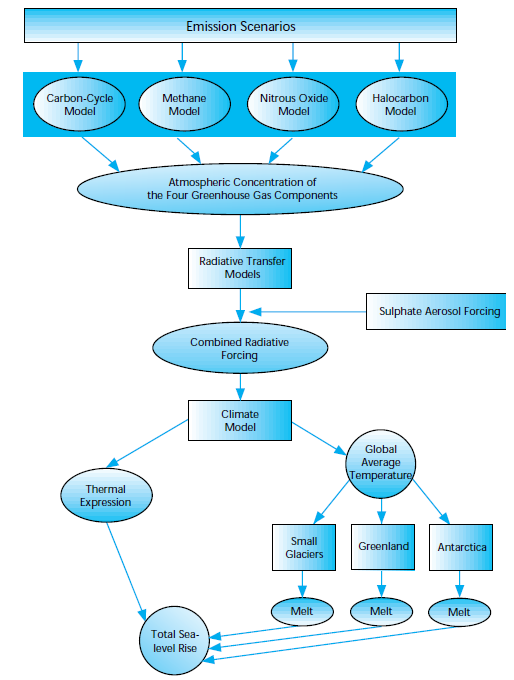 Emission Scenarios
Carbon-Cycle
Model
Methane
Model
Nitrous Oxide
Model
Halocarbon
Model
Atmospheric Concentration of
the Four Greenhouse Gas Components
Radiative Transfer
Models
Sulphate Aerosol Forcing
Combined Radiative
Forcing
Climate
Model
Global
Average
Temperature
Thermal
Expression
Small
Glaciers
Greenland
Antarctica
Melt
Melt
Melt
Total Sea-
level Rise